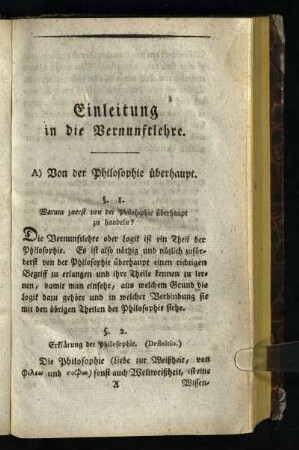 Einleitung
in die Vernunftlehre.
A) Von der Philosophie überhaupt.
§. 1.
Warum zuerst von der Philosophie überhaupt
zu handeln?
Die Vernunftlehre oder Logik ist ein Theil der
Philosophie. Es ist also nöthig und nüzlich zuför-
derst von der Philosophie überhaupt einen richtigen
Begriff zu erlangen und ihre Theile kennen zu ler-
nen, damit man einsehe, aus welchem Grund die
Logik dazu gehöre und in welcher Verbindung sie
mit den übrigen Theilen der Philosophie stehe.
§. 2.
Erklärung der Philosophie. (Definitio.)
Die Philosophie (Liebe zur Weißheit, von
φιλεω und σοφια) sonst auch Weltweißheit, ist eine
A Wissen-